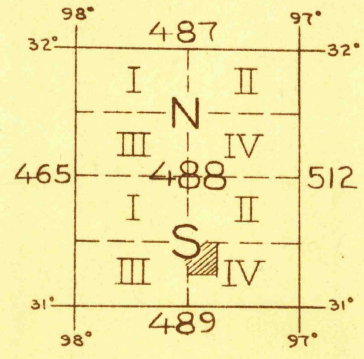 98° 487 97°
32° 32°
I II
N
III IV
465 488 512
I II
S
III IV
31° 31°
98° 489 97°